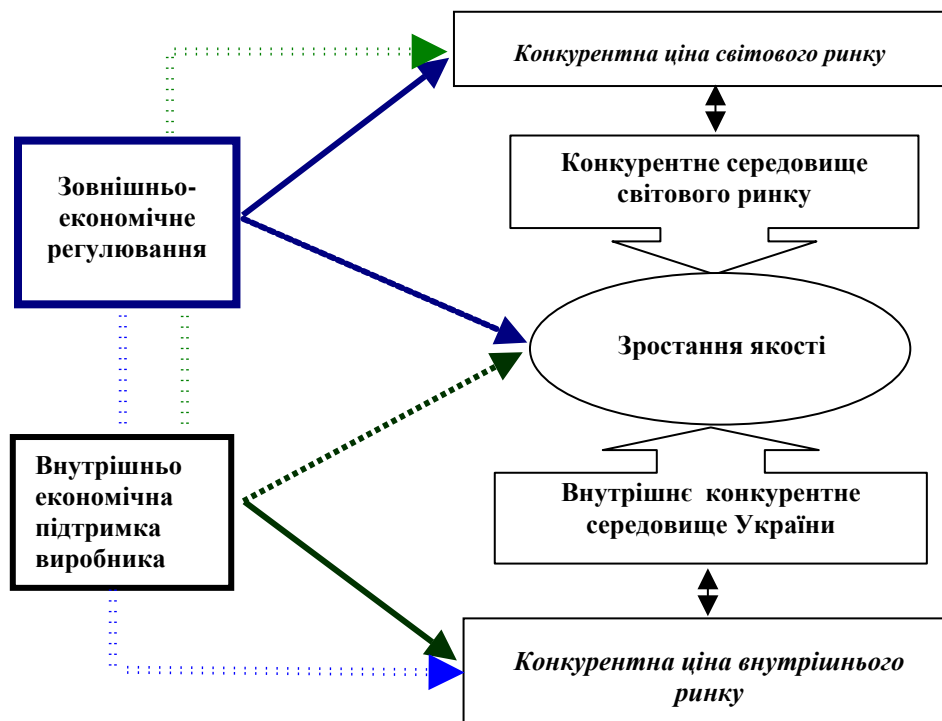 Конкурентна ціна світового ринку
Конкурентне середовище
світового ринку
Зовнішньо-
економічне
регулювання
Зростання якості
Внутрішньо
економічна
підтримка
виробника
Внутрішнє конкурентне
середовище України
Конкурентна ціна внутрішнього
ринку